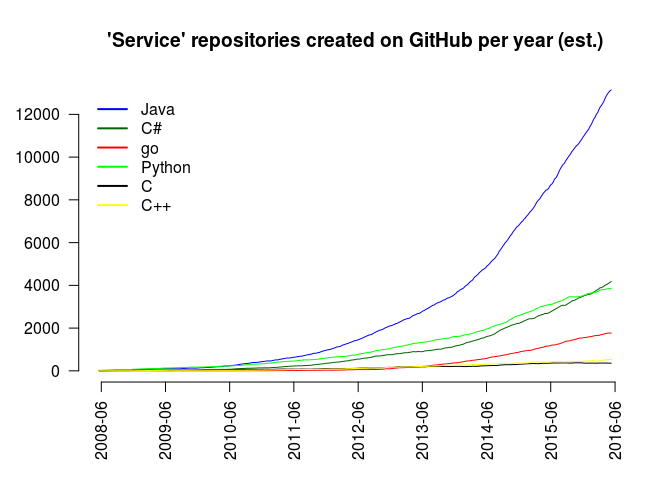 'Service' repositories created on GitHub per year (est.)
12000
10000
8000
6000
4000
2000
0
Java
C#
go
Python
C
C++
2008-06
2009-06
2010-06
2011-06
2012-06
2013-06
2014-06
2015-06
2016-06